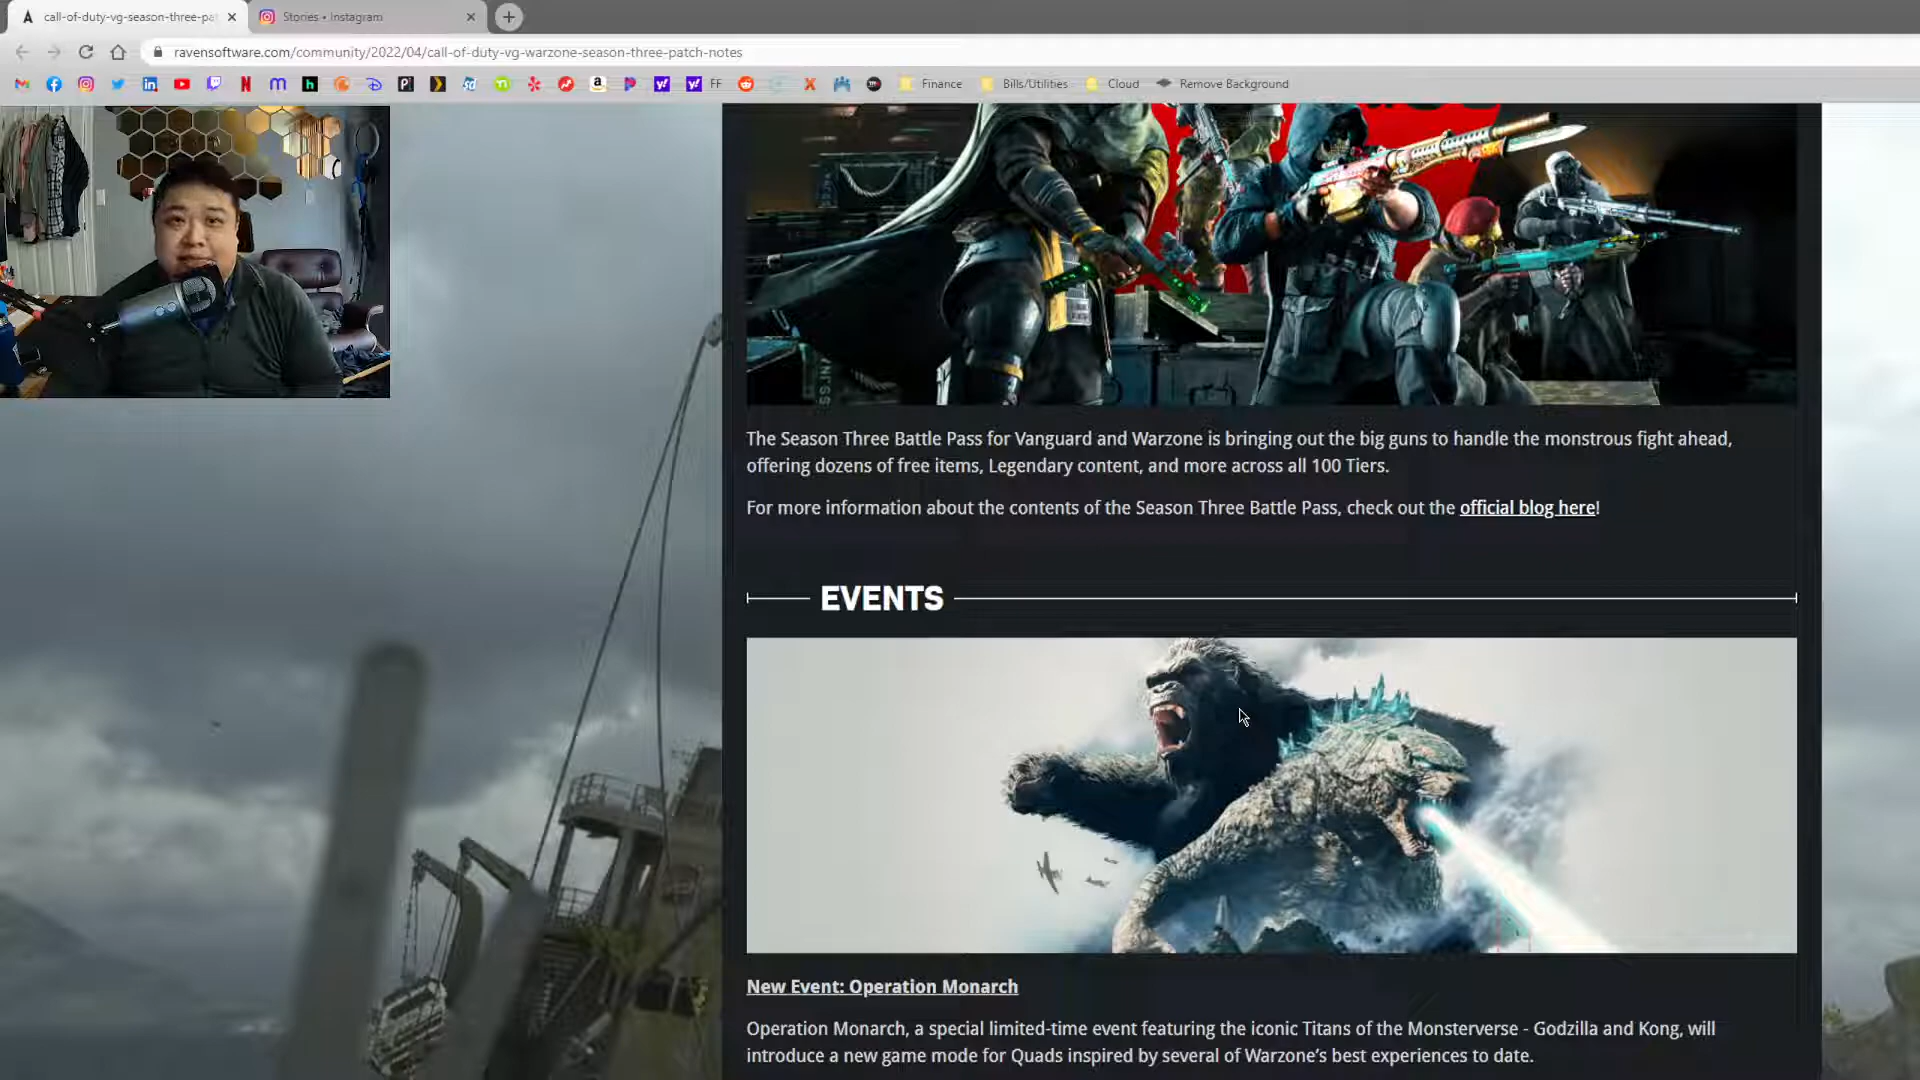 call-of-duty-vg-season-three-pat
Stories • Instagram
ravensoftware.com/community/2022/04/call-of-duty-vg-warzone-season-three-patch-notes
FF
Finance
Bills/Utilities
Cloud
Remove Background
The Season Three Battle Pass for Vanguard and Warzone is bringing out the big guns to handle the monstrous fight ahead,
offering dozens of free items, Legendary content, and more across all 100 Tiers.
For more information about the contents of the Season Three Battle Pass, check out the official blog here!
EVENTS
New Event: Operation Monarch
Operation Monarch, a special limited-time event featuring the iconic Titans of the Monsterverse - Godzilla and Kong, will
introduce a new game mode for Quads inspired by several of Warzone’s best experiences to date.